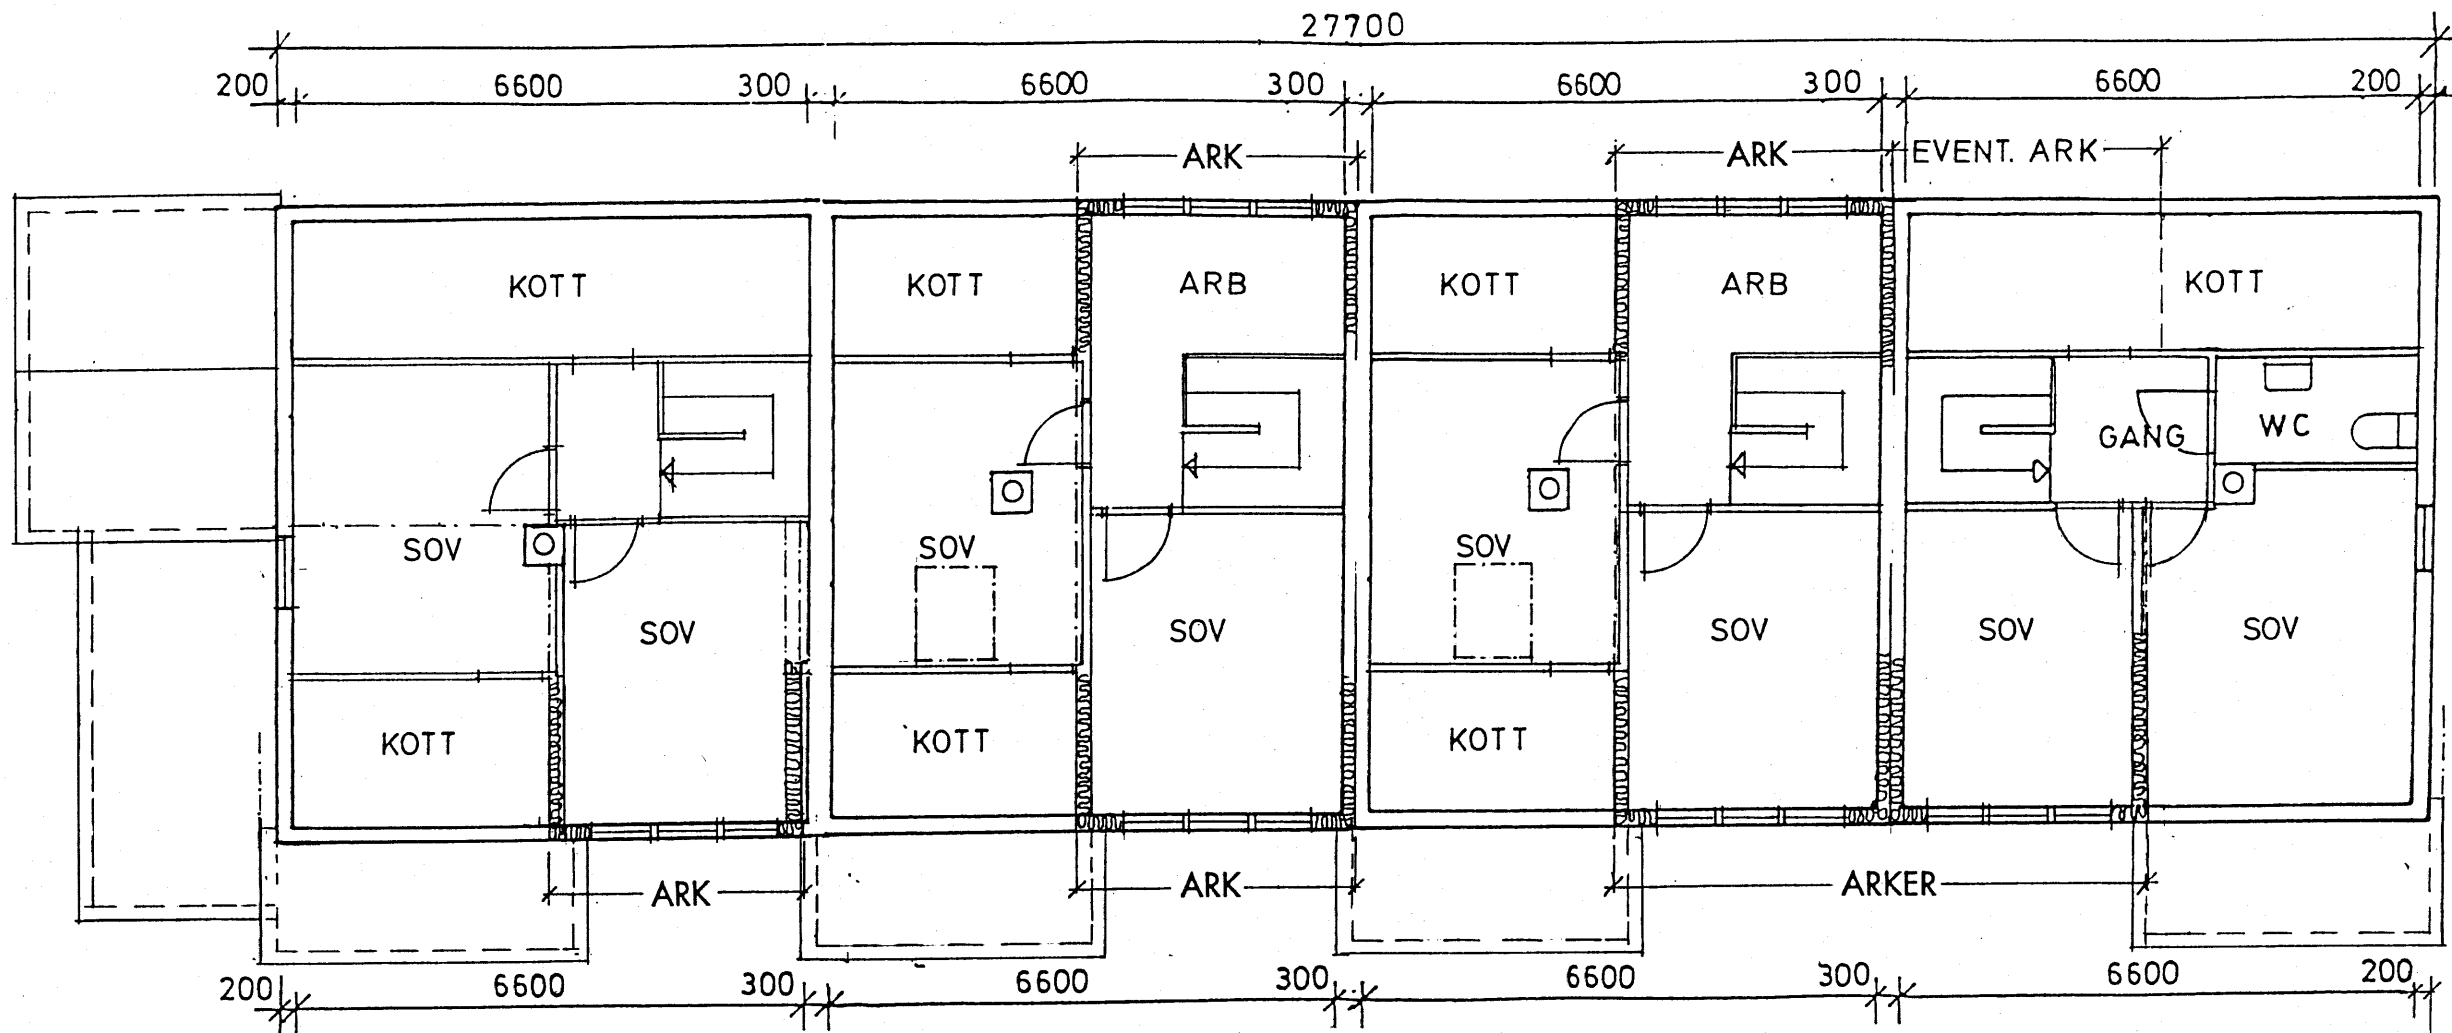 27700
200 6600 300 6600 300 6600 300 6600 200
ARK ARK EVENT. ARK
KOTT KOTT ARB KOTT ARB KOTT
GANG WC
SOV SOV SOV
SOV SOV SOV SOV SOV
KOTT KOTT KOTT
ARK ARK ARKER
200 6600 300 6600 300 6600 300 6600 200